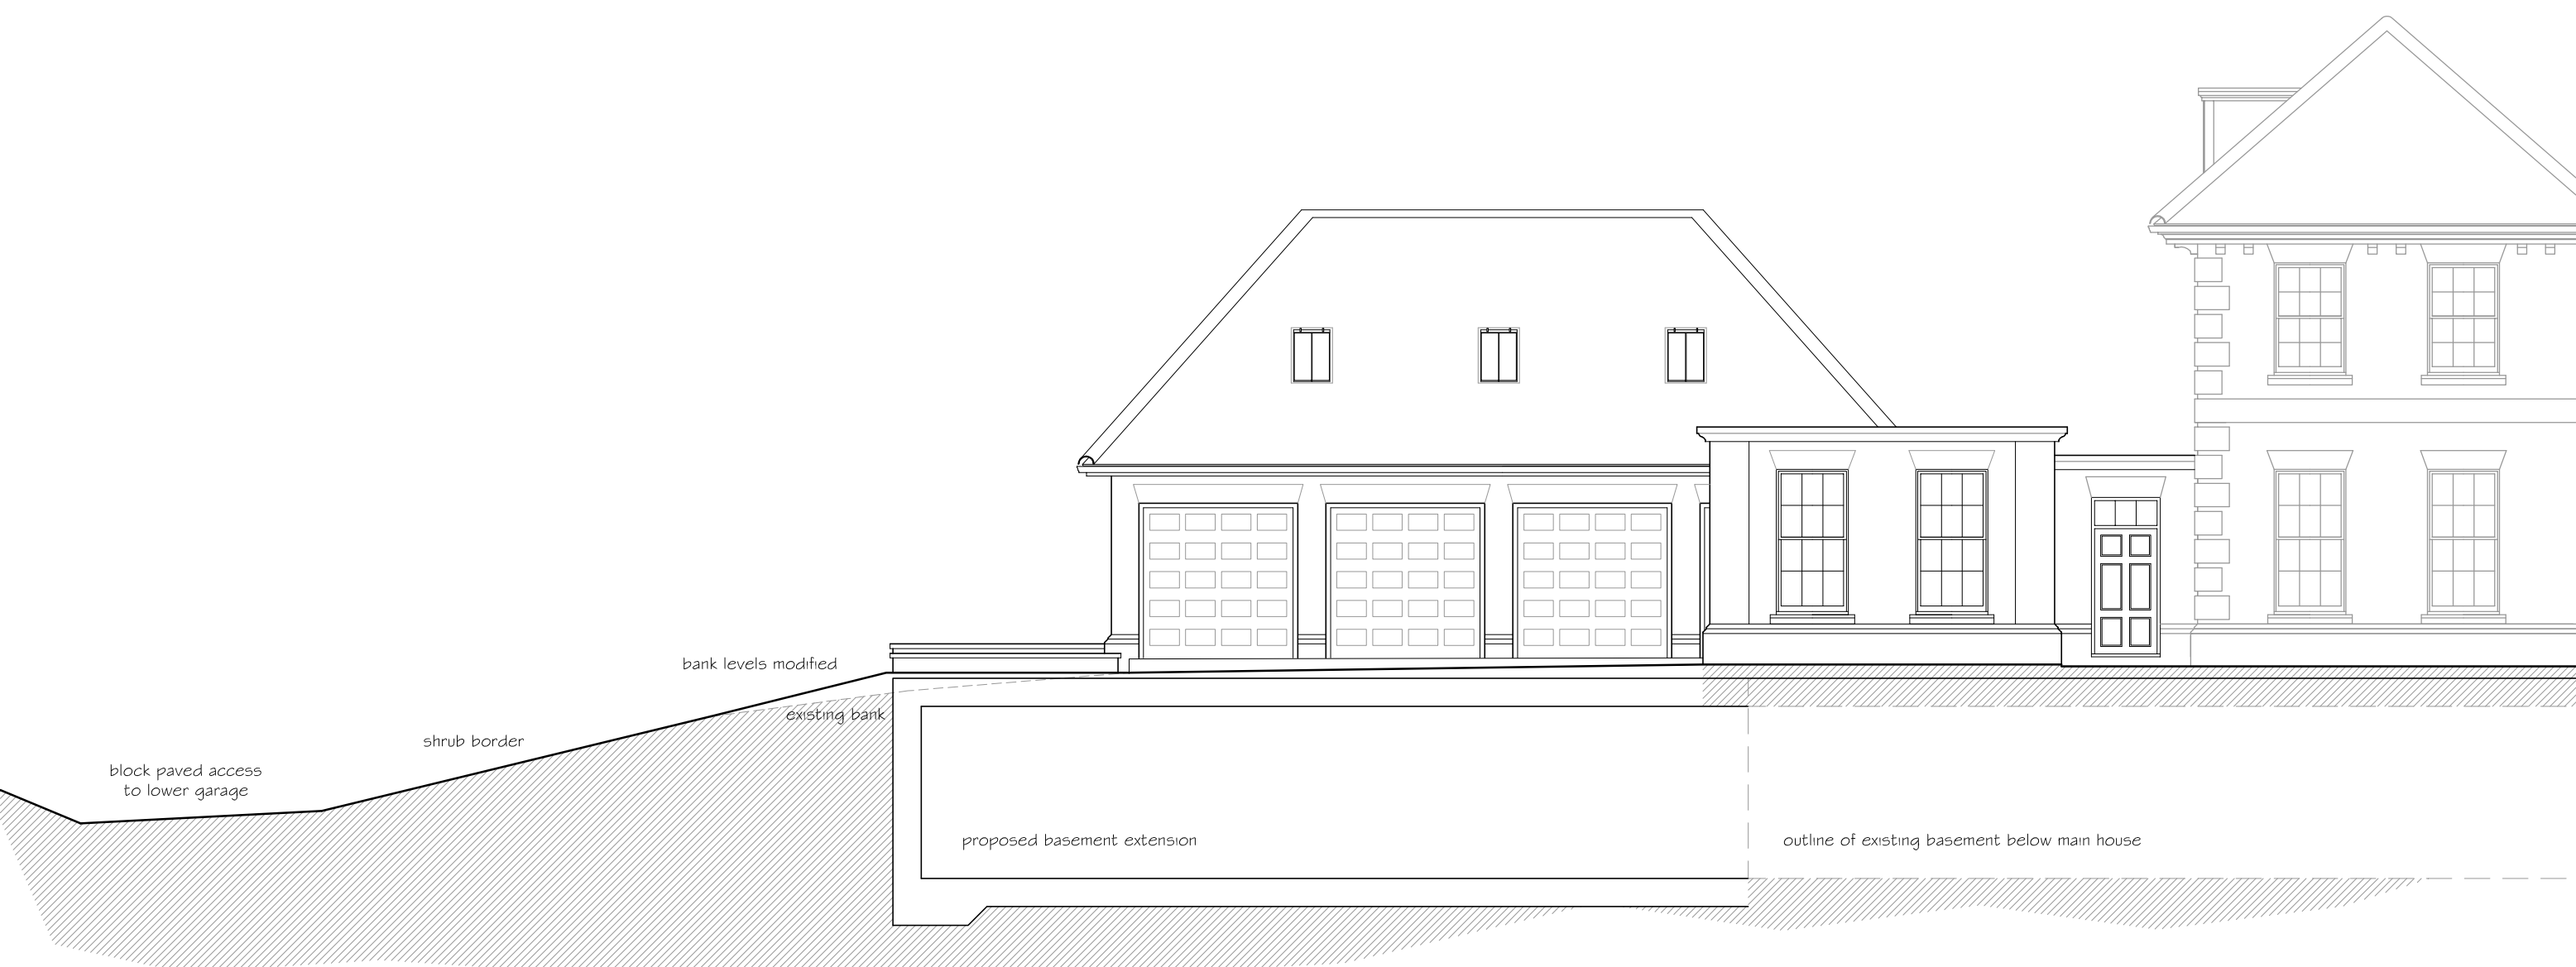 bank levels modified
existing bank
shrub border
block paved access
to lower garage
proposed basement extension
outline of existing basement below main house